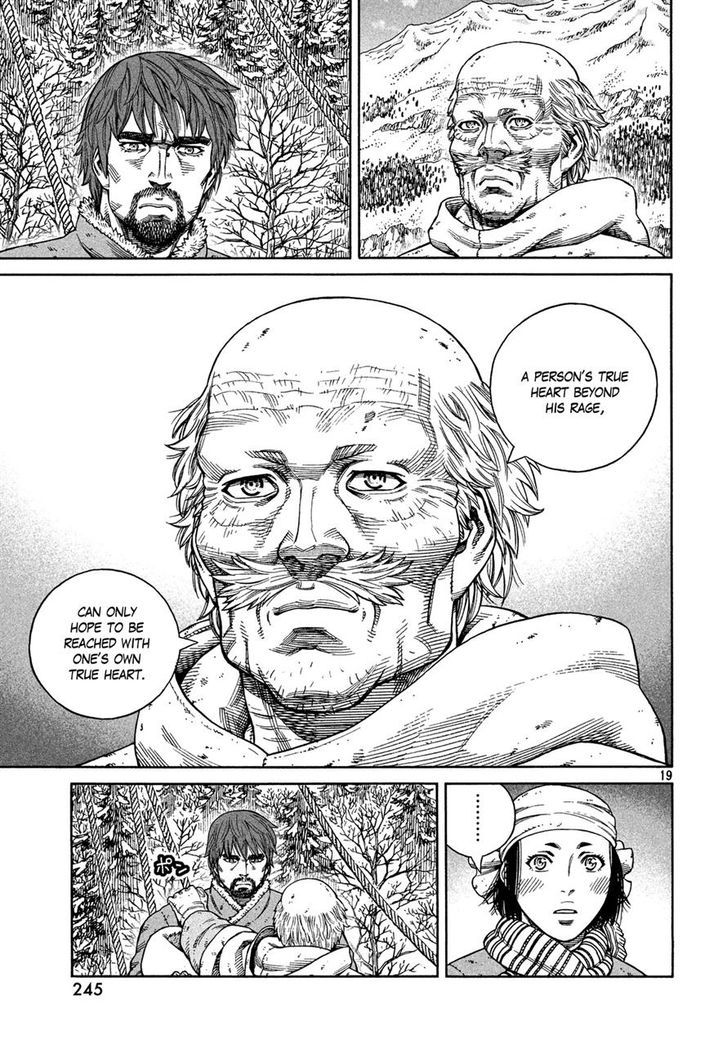 A PERSON'S TRUE
HEART BEYOND
HIS RAGE,
CAN ONLY
HOPE TO BE
REACHED WITH
ONE'S OWN
TRUE HEART.
19
.........
ポン
245